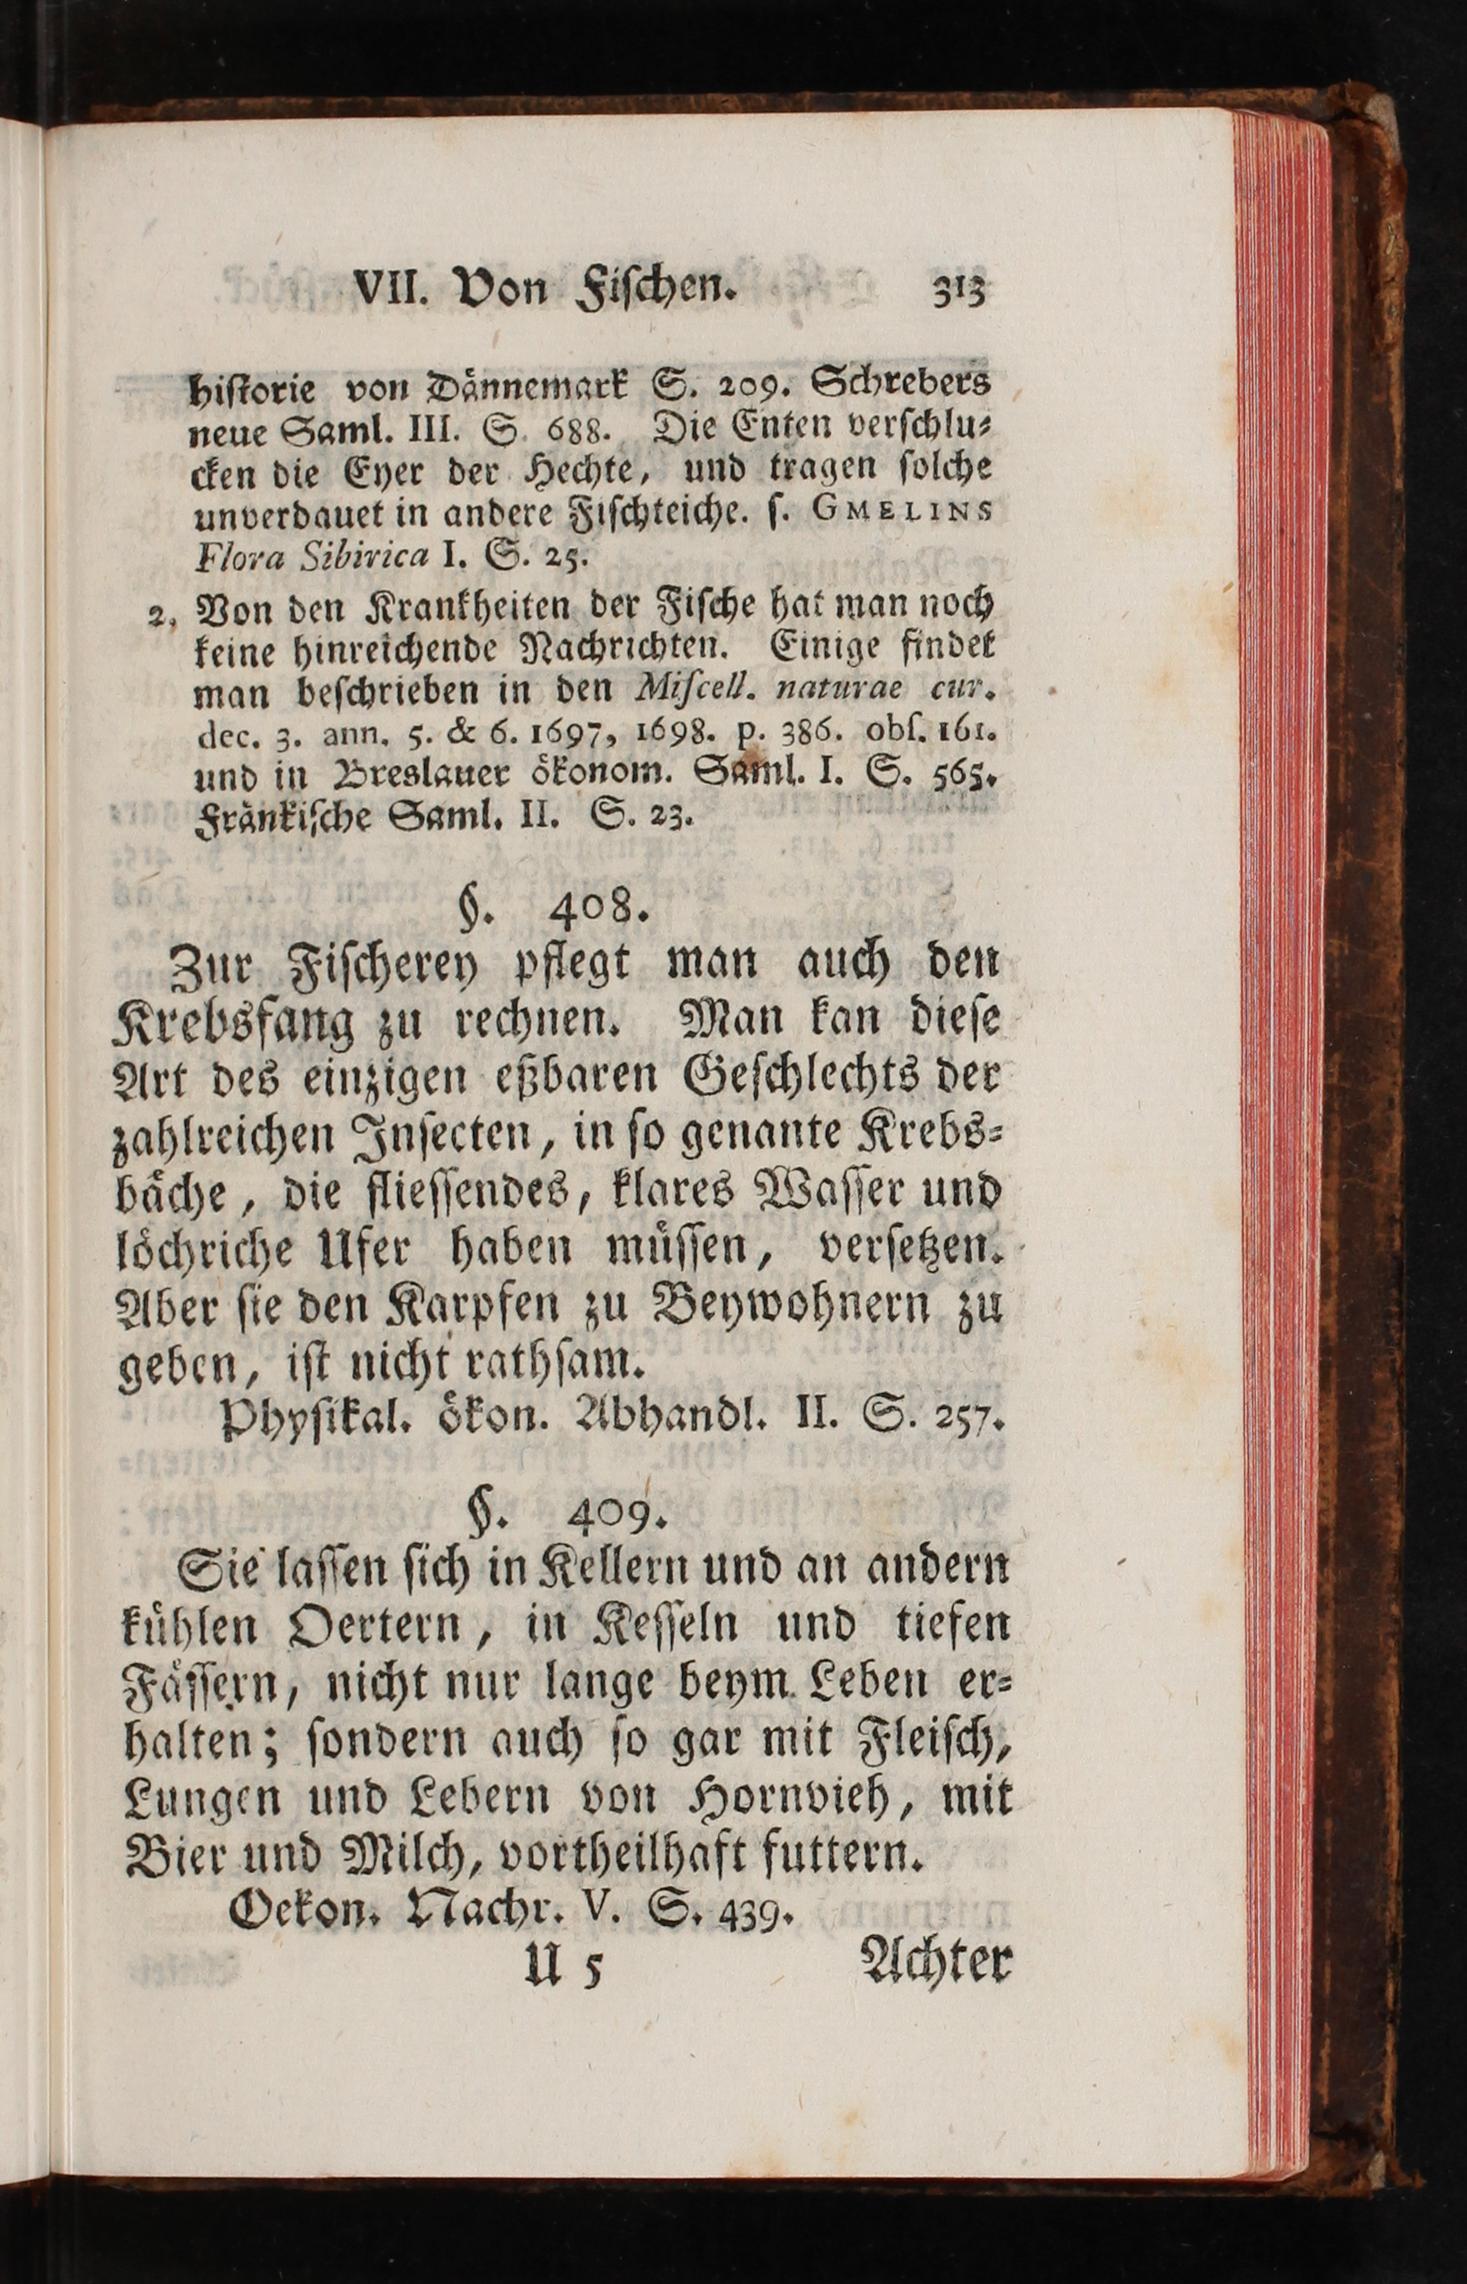 VII. Von Fiſchen. 313
hiſtorie von Dännemark S. 209. Schrebers
neue Saml. III. S. 688. Die Enten verſchlu⸗
cken die Eyer der Hechte, und tragen ſolche
unverdauet in andere Fiſchteiche. ſ. GMELINS
Flora Sibirica I. S. 25.
2. Von den Krankheiten der Fiſche hat man noch
keine hinreichende Nachrichten. Einige findet
man beſchrieben in den Miſcell. naturae cur.
dec. 3. ann. 5. & 6. 1697, 1698. p. 386. obſ. 161.
und in Breslauer ökonom. Saml. I. S. 565.
Fränkiſche Saml. II. S. 23.
§. 408.
Zur Fiſcherey pflegt man auch den
Krebsfang zu rechnen. Man kan dieſe
Art des einzigen eßbaren Geſchlechts der
zahlreichen Inſecten, in ſo genante Krebs⸗
bäche, die flieſſendes, klares Waſſer und
löchriche Ufer haben müſſen, verſetzen.
Aber ſie den Karpfen zu Beywohnern zu
geben, iſt nicht rathſam.
Phyſikal. ökon. Abhandl. II. S. 257.
§. 409.
Sie laſſen ſich in Kellern und an andern
kühlen Oertern, in Keſſeln und tiefen
Fäſſern, nicht nur lange beym Leben er⸗
halten; ſondern auch ſo gar mit Fleiſch,
Lungen und Lebern von Hornvieh, mit
Bier und Milch, vortheilhaft futtern.
Oekon. Nachr. V. S. 439.
U 5 Achter